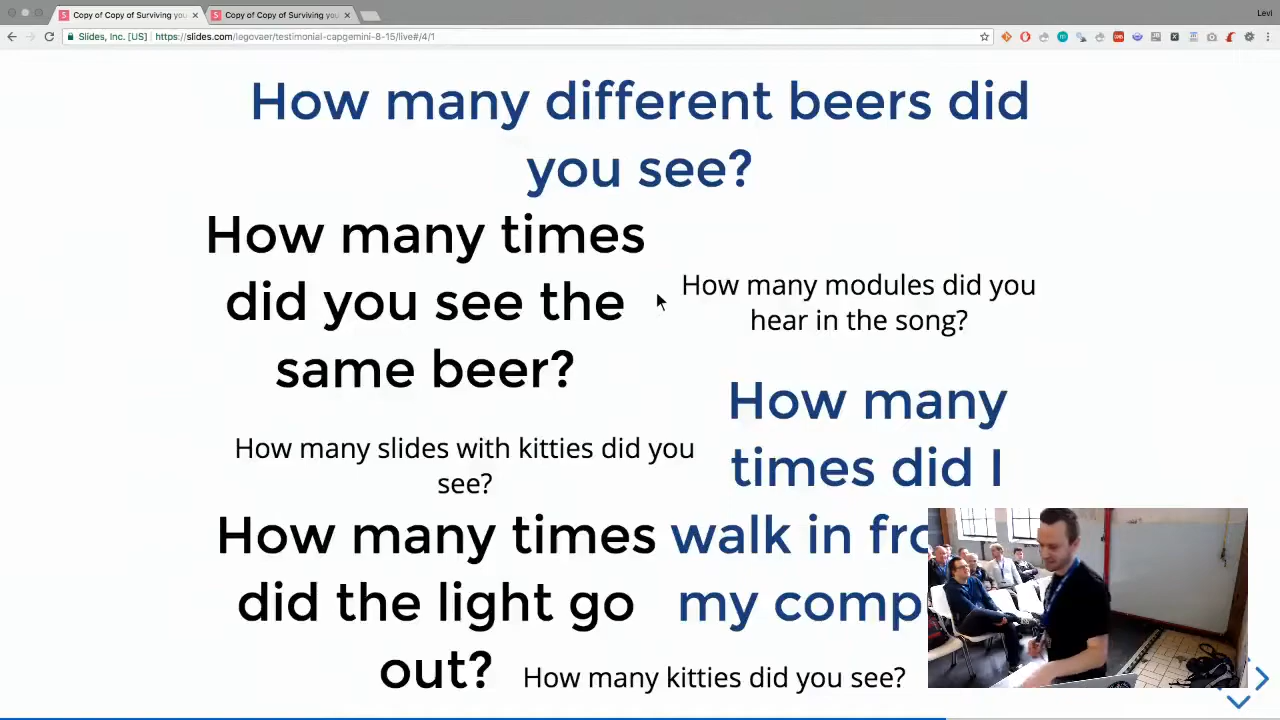 Copy of Copy of Surviving you
Copy of Copy of Surviving you
Levi
Slides, Inc. [US]
https://slides.com/legovaer/testimonial-capgemini-8-15/live#/4/1
How many different beers did
you see?
How many times
did you see the
same beer?
How many modules did you
hear in the song?
How many slides with kitties did you
see?
How many
times did I
walk in fro
my comp
How many times
did the light go
out?
How many kitties did you see?